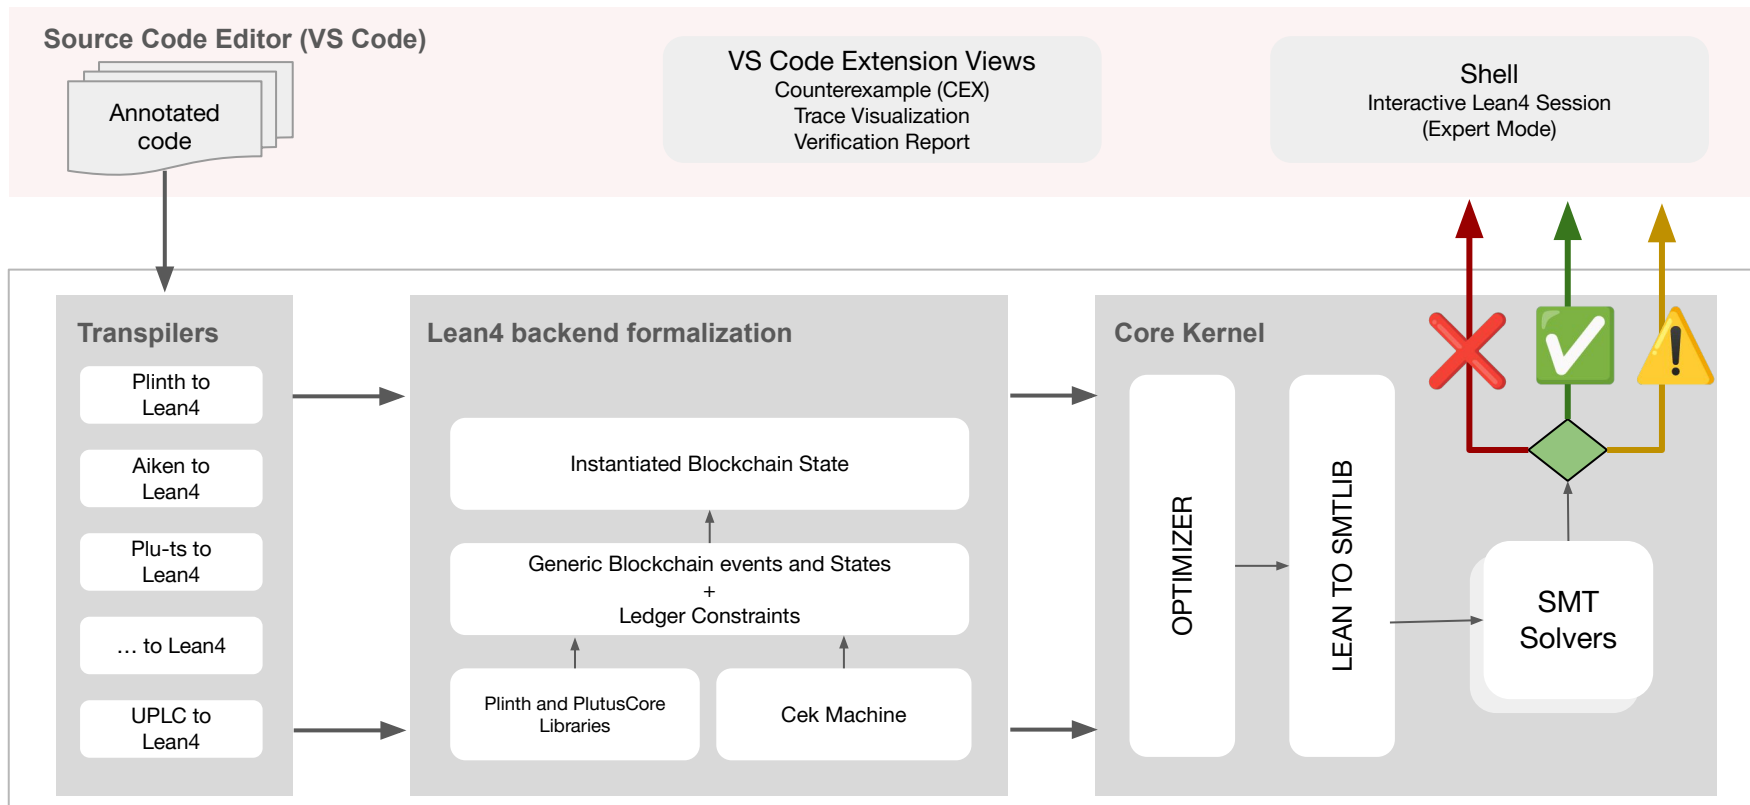 Source Code Editor (VS Code)
Annotated
code
VS Code Extension Views
Counterexample (CEX)
Trace Visualization
Verification Report
Shell
Interactive Lean4 Session
(Expert Mode)
Transpilers
Plinth to
Lean4
Aiken to
Lean4
Plu-ts to
Lean4
… to Lean4
UPLC to
Lean4
Lean4 backend formalization
Instantiated Blockchain State
Generic Blockchain events and States
+
Ledger Constraints
Plinth and PlutusCore
Libraries
Cek Machine
Core Kernel
OPTIMIZER
LEAN TO SMTLIB
SMT
Solvers